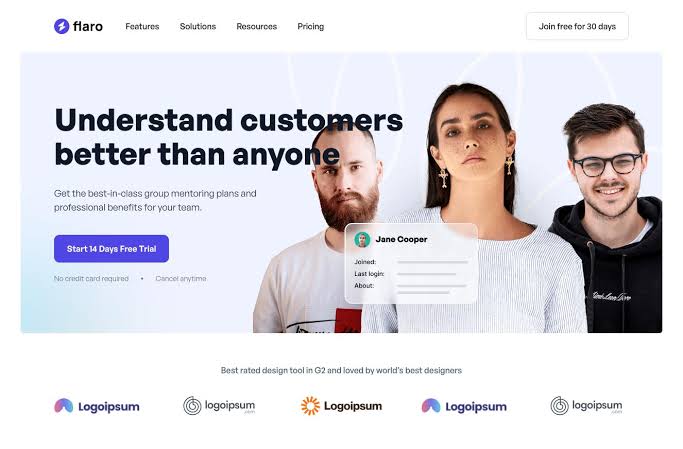 flaro
Features
Solutions
Resources
Pricing
Join free for 30 days
Understand customers
better than anyone
Get the best-in-class group mentoring plans and
professional benefits for your team.
Start 14 Days Free Trial
No credit card required • Cancel anytime
Jane Cooper
Joined:
Last login:
About:
Best rated design tool in G2 and loved by world's best designers
Logoipsum
logoipsum
.com
Logoipsum
Logoipsum
logoipsum
.com